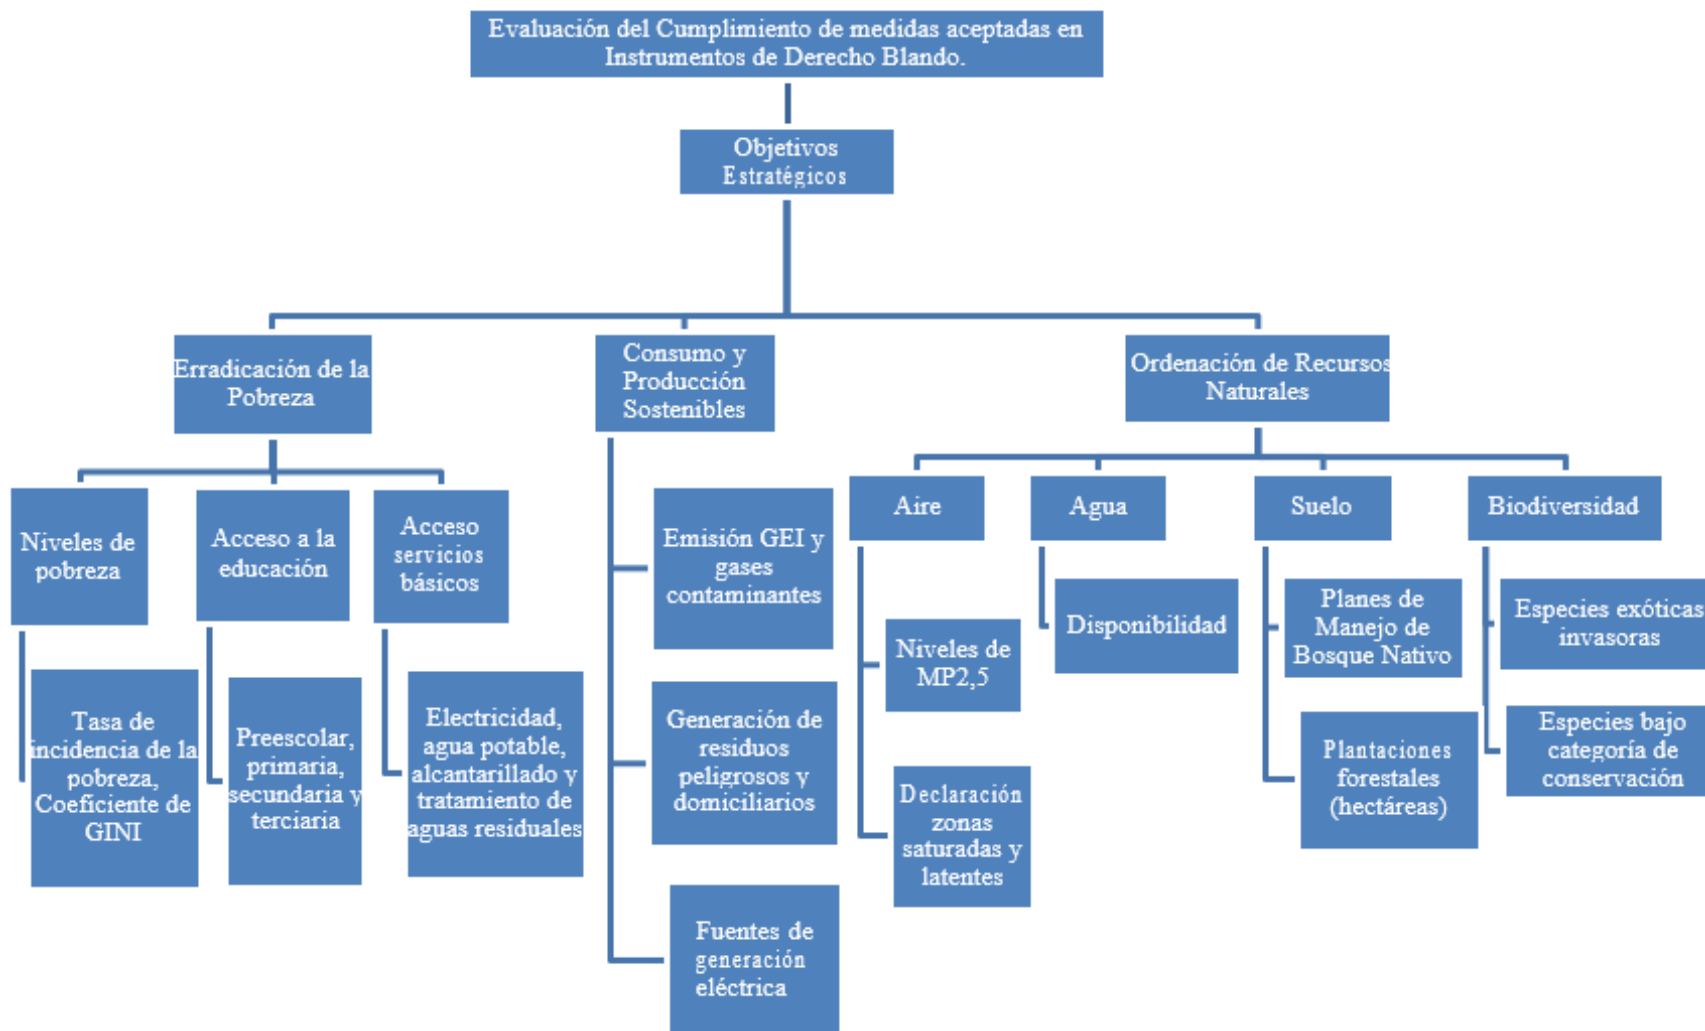 Evaluación del Cumplimiento de medidas aceptadas en
Instrumentos de Derecho Blando.
Objetivos
Estratégicos
Erradicación de la
Pobreza
Consumo y
Producción
Sostenibles
Ordenación de Recursos
Naturales
Niveles de
pobreza
Acceso a la
educación
Acceso
servicios
básicos
Tasa de
incidencia de la
pobreza,
Coeficiente de
GINI
Preescolar,
primaria,
secundaria y
terciaria
Electricidad,
agua potable,
alcantarillado y
tratamiento de
aguas residuales
Emisión GEI y
gases
contaminantes
Generación de
residuos
peligrosos y
domiciliarios
Fuentes de
generación
eléctrica
Aire
Agua
Suelo
Biodiversidad
Niveles de
MP2,5
Declaración
zonas
saturadas y
latentes
Disponibilidad
Planes de
Manejo de
Bosque Nativo
Plantaciones
forestales
(hectáreas)
Especies exóticas
invasoras
Especies bajo
categoría de
conservación